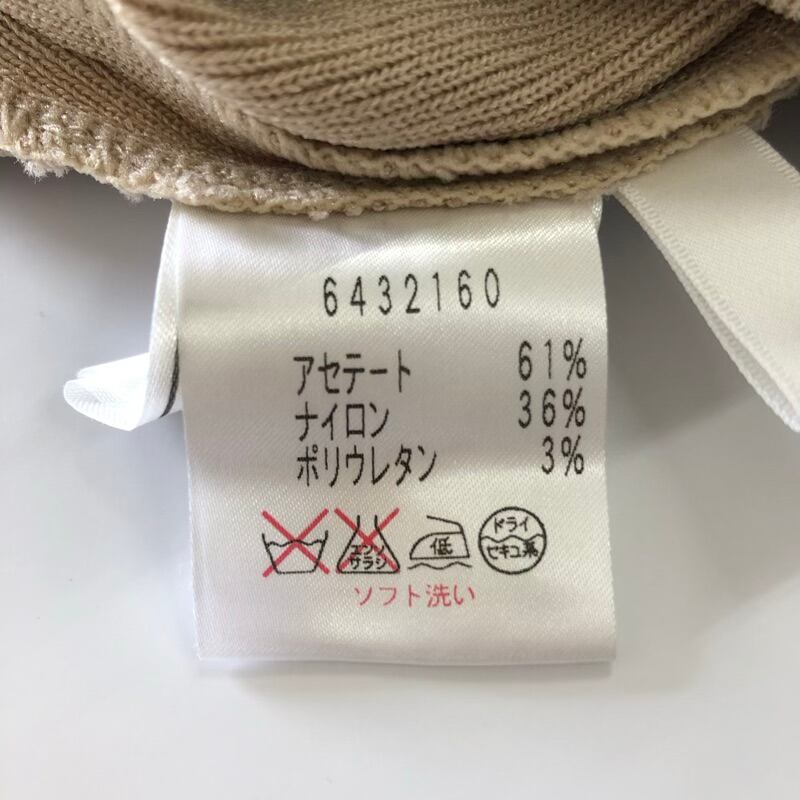 6432160
アセテート 61%
ナイロン 36%
ポリウレタン 3%
エンソ
サラシ
低
ドライ
セキユ系
ソフト洗い